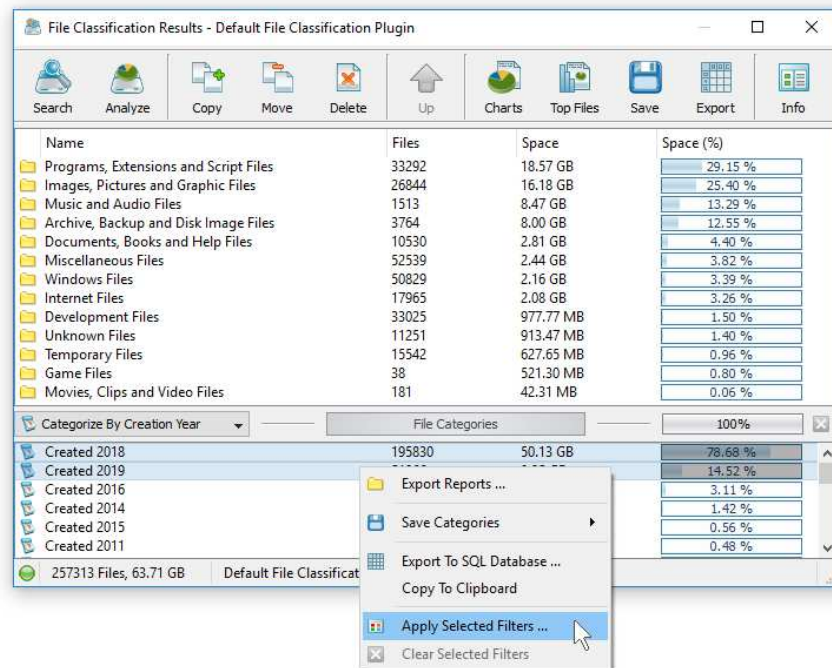 File Classification Results - Default File Classification Plugin
Search Analyze Copy Move Delete Up Charts Top Files Save Export Info
Name Files Space Space (%)
Programs, Extensions and Script Files 33292 18.57 GB 29.15 %
Images, Pictures and Graphic Files 26844 16.18 GB 25.40 %
Music and Audio Files 1513 8.47 GB 13.29 %
Archive, Backup and Disk Image Files 3764 8.00 GB 12.55 %
Documents, Books and Help Files 10530 2.81 GB 4.40 %
Miscellaneous Files 52539 2.44 GB 3.82 %
Windows Files 50829 2.16 GB 3.39 %
Internet Files 17965 2.08 GB 3.26 %
Development Files 33025 977.77 MB 1.50 %
Unknown Files 11251 913.47 MB 1.40 %
Temporary Files 15542 627.65 MB 0.96 %
Game Files 38 521.30 MB 0.80 %
Movies, Clips and Video Files 181 42.31 MB 0.06 %
Categorize By Creation Year File Categories 100%
Created 2018 195830 50.13 GB 78.68 %
Created 2019 14.52 %
Created 2016 3.11 %
Created 2014 1.42 %
Created 2015 0.56 %
Created 2011 0.48 %
257313 Files, 63.71 GB Default File Classificat
Export Reports ...
Save Categories
Export To SQL Database ...
Copy To Clipboard
Apply Selected Filters ...
Clear Selected Filters